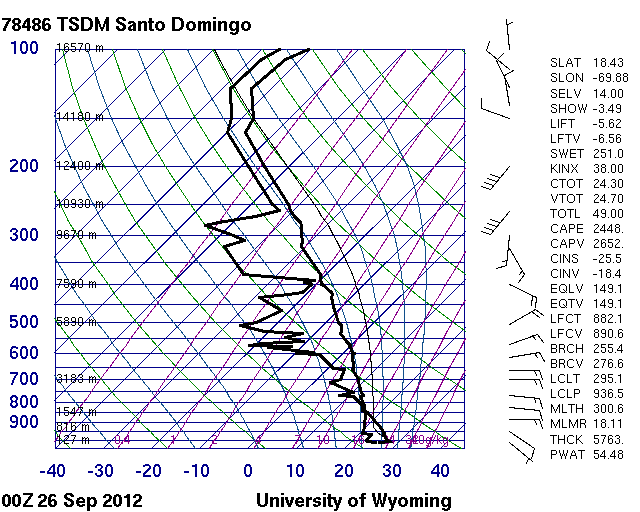 78486 TSDM Santo Domingo
100 16570 m
14180 m
200 12400 m
10930 m
300 9670 m
400 7590 m
500 5890 m
600
700 3183 m
800
1547 m
900 816 m
127 m 0.4 1 2 4 7 10 16 24 32 40g/kg
-40 -30 -20 -10 0 10 20 30 40
00Z 26 Sep 2012 University of Wyoming
SLAT 18.43
SLON -69.88
SELV 14.00
SHOW -3.49
LIFT -5.62
LFTV -6.56
SWET 251.0
KINX 38.00
CTOT 24.30
VTOT 24.70
TOTL 49.00
CAPE 2448.
CAPV 2652.
CINS -25.5
CINV -18.4
EQLV 149.1
EQTV 149.1
LFCT 882.1
LFCV 890.6
BRCH 255.4
BRCV 276.6
LCLT 295.1
LCLP 936.5
MLTH 300.6
MLMR 18.11
THCK 5763.
PWAT 54.48